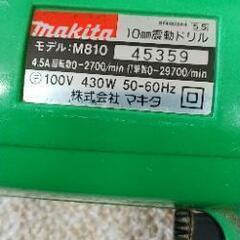 makita 10mm震動ドリル
モデル:M810 45359
4.5A 回転数0-2700/min 打撃数0-29700/min
100V 430W 50-60Hz
株式会社 マキタ